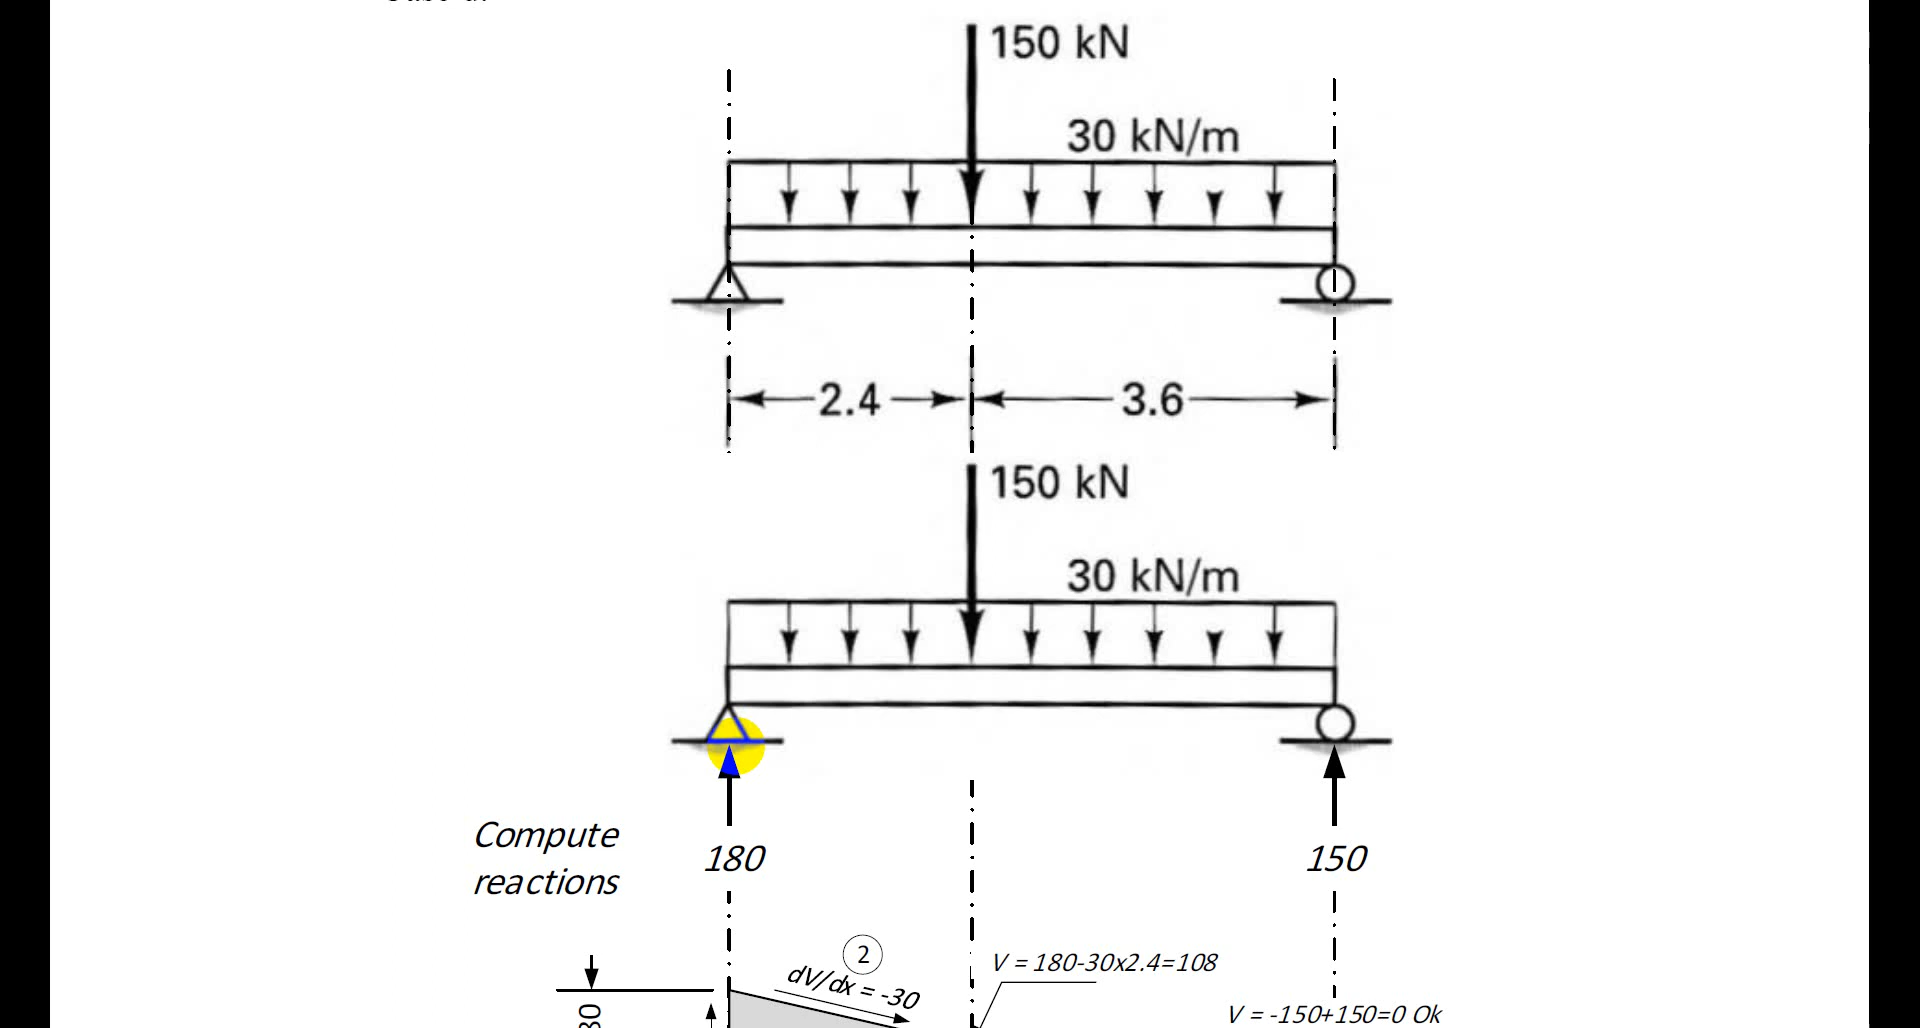 150 kN
30 kN/m
2.4
3.6
150 kN
30 kN/m
Compute
reactions
180
150
2
dV/dx = -30
V = 180-30x2.4=108
V = -150+150=0 Ok